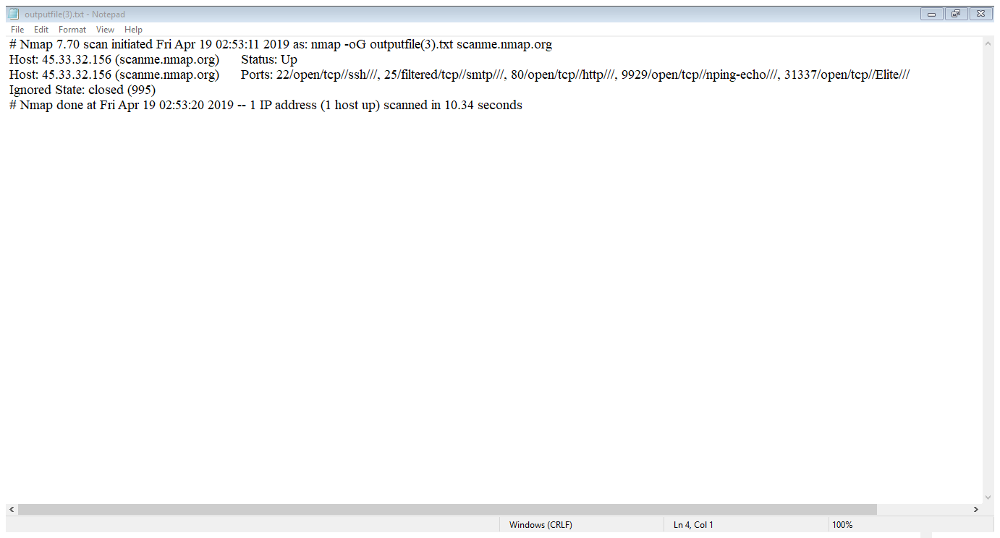 outputfile(3).txt - Notepad
File Edit Format View Help
# Nmap 7.70 scan initiated Fri Apr 19 02:53:11 2019 as: nmap -oG outputfile(3).txt scanme.nmap.org
Host: 45.33.32.156 (scanme.nmap.org) Status: Up
Host: 45.33.32.156 (scanme.nmap.org) Ports: 22/open/tcp//ssh///, 25/filtered/tcp//smtp///, 80/open/tcp//http///, 9929/open/tcp//nping-echo///, 31337/open/tcp//Elite///
Ignored State: closed (995)
# Nmap done at Fri Apr 19 02:53:20 2019 -- 1 IP address (1 host up) scanned in 10.34 seconds
Windows (CRLF) Ln 4, Col 1 100%